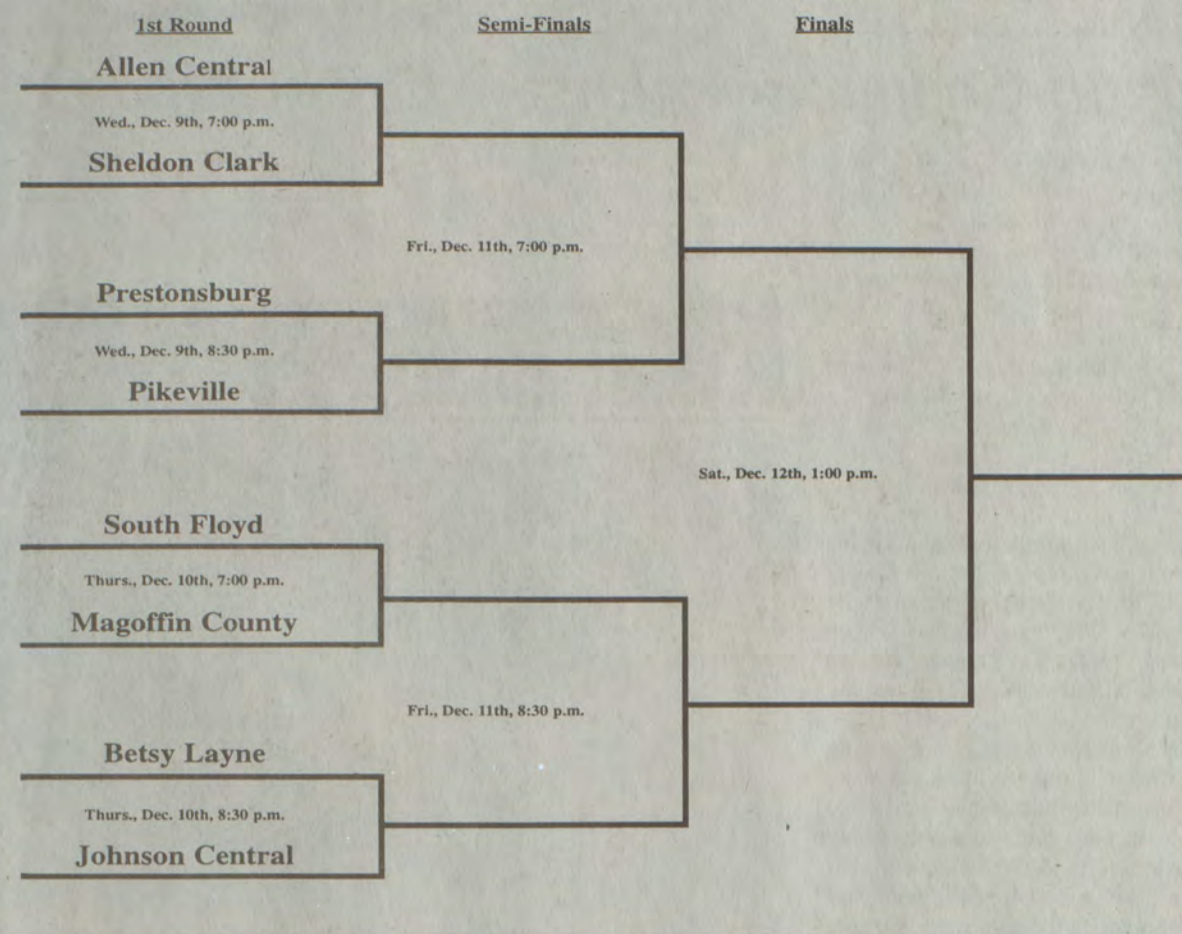 1st Round
Semi-Finals
Finals
Allen Central
Wed., Dec. 9th, 7:00 p.m.
Sheldon Clark
Fri., Dec. 11th, 7:00 p.m.
Prestonsburg
Wed., Dec. 9th, 8:30 p.m.
Pikeville
Sat., Dec. 12th, 1:00 p.m.
South Floyd
Thurs., Dec. 10th, 7:00 p.m.
Magoffin County
Fri., Dec. 11th, 8:30 p.m.
Betsy Layne
Thurs., Dec. 10th, 8:30 p.m.
Johnson Central